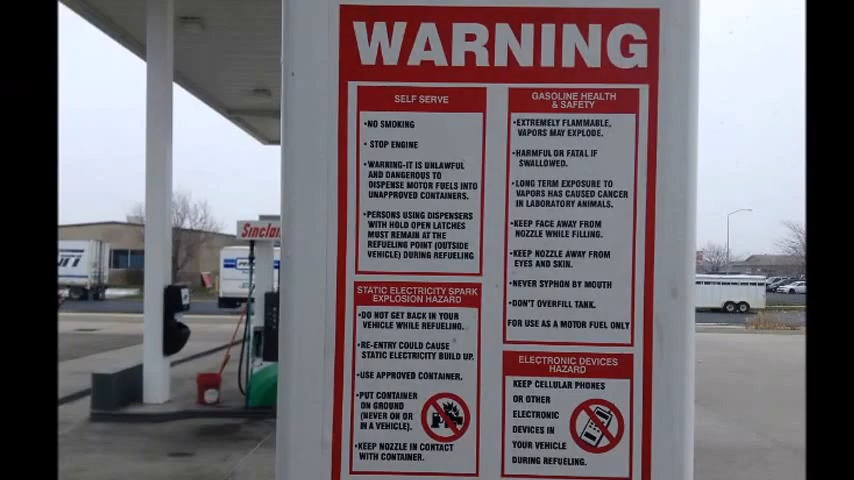 WARNING
SELF SERVE
•NO SMOKING
• STOP ENGINE
•WARNING-IT IS UNLAWFUL
AND DANGEROUS TO
DISPENSE MOTOR FUELS INTO
UNAPPROVED CONTAINERS.
•PERSONS USING DISPENSERS
WITH HOLD OPEN LATCHES
MUST REMAIN AT THE
REFUELING POINT (OUTSIDE
VEHICLE) DURING REFUELING
STATIC ELECTRICITY SPARK
EXPLOSION HAZARD
•DO NOT GET BACK IN YOUR
VEHICLE WHILE REFUELING.
•RE-ENTRY COULD CAUSE
STATIC ELECTRICITY BUILD UP.
•USE APPROVED CONTAINER.
•PUT CONTAINER
ON GROUND
(NEVER ON OR
IN A VEHICLE).
•KEEP NOZZLE IN CONTACT
WITH CONTAINER.
GASOLINE HEALTH
& SAFETY
•EXTREMELY FLAMMABLE,
VAPORS MAY EXPLODE.
•HARMFUL OR FATAL IF
SWALLOWED.
•LONG TERM EXPOSURE TO
VAPORS HAS CAUSED CANCER
IN LABORATORY ANIMALS.
•KEEP FACE AWAY FROM
NOZZLE WHILE FILLING.
•KEEP NOZZLE AWAY FROM
EYES AND SKIN.
•NEVER SYPHON BY MOUTH
•DON'T OVERFILL TANK.
FOR USE AS A MOTOR FUEL ONLY
ELECTRONIC DEVICES
HAZARD
KEEP CELLULAR PHONES
OR OTHER
ELECTRONIC
DEVICES IN
YOUR VEHICLE
DURING REFUELING.
Sinclair